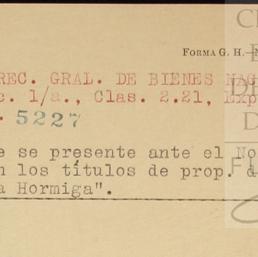 FORMA G. H.
REC. GRAL. DE BIENES NAC
c. 1/a., Clas. 2.21, Exp
. 5227
e se presente ante el No
n los títulos de prop. d
a Hormiga".